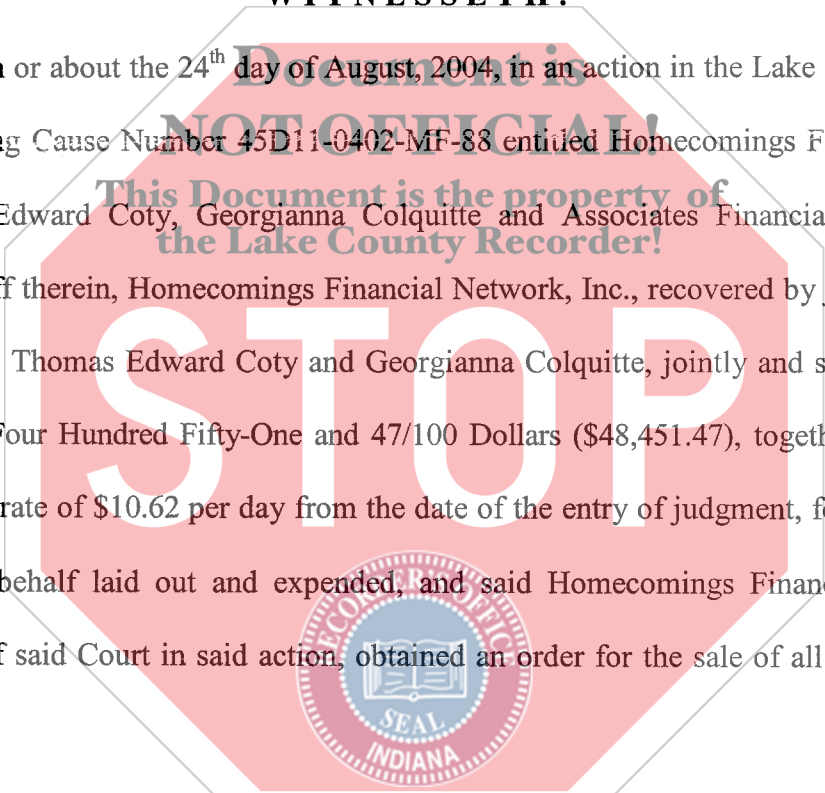 WITNESSETH:
or about the 24th day of August, 2004, in an action in the Lake
Document is
g Cause Number 45D11-0402-MF-88 entitled Homecomings F
NOT OFFICIAL!
This Document is the property of
Edward Coty, Georgianna Colquitte and Associates Financia
the Lake County Recorder!
ff therein, Homecomings Financial Network, Inc., recovered by
Thomas Edward Coty and Georgianna Colquitte, jointly and s
STOP
Four Hundred Fifty-One and 47/100 Dollars ($48,451.47), togeth
rate of $10.62 per day from the date of the entry of judgment, f
behalf laid out and expended, and said Homecomings Finan
RECORDER OFFICE
f said Court in said action, obtained an order for the sale of all
SEAL
INDIANA